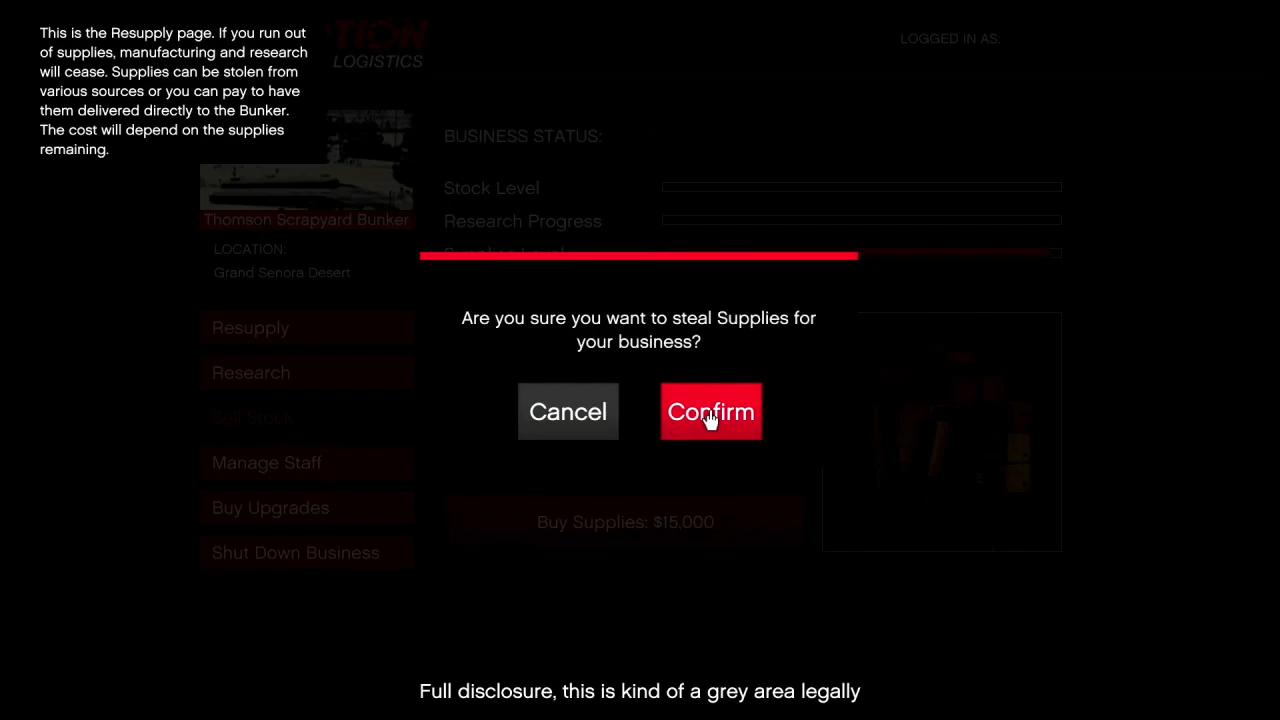 This is the Resupply page. If you run out
of supplies, manufacturing and research
will cease. Supplies can be stolen from
various sources or you can pay to have
them delivered directly to the Bunker.
The cost will depend on the supplies
remaining.
TION
LOGISTICS
LOGGED IN AS:
BUSINESS STATUS:
Stock Level
Research Progress
Supplies Level
Thomson Scrapyard Bunker
LOCATION:
Grand Senora Desert
Resupply
Research
Sell Stock
Manage Staff
Buy Upgrades
Shut Down Business
Are you sure you want to steal Supplies for
your business?
Cancel
Confirm
Buy Supplies: $15,000
Full disclosure, this is kind of a grey area legally